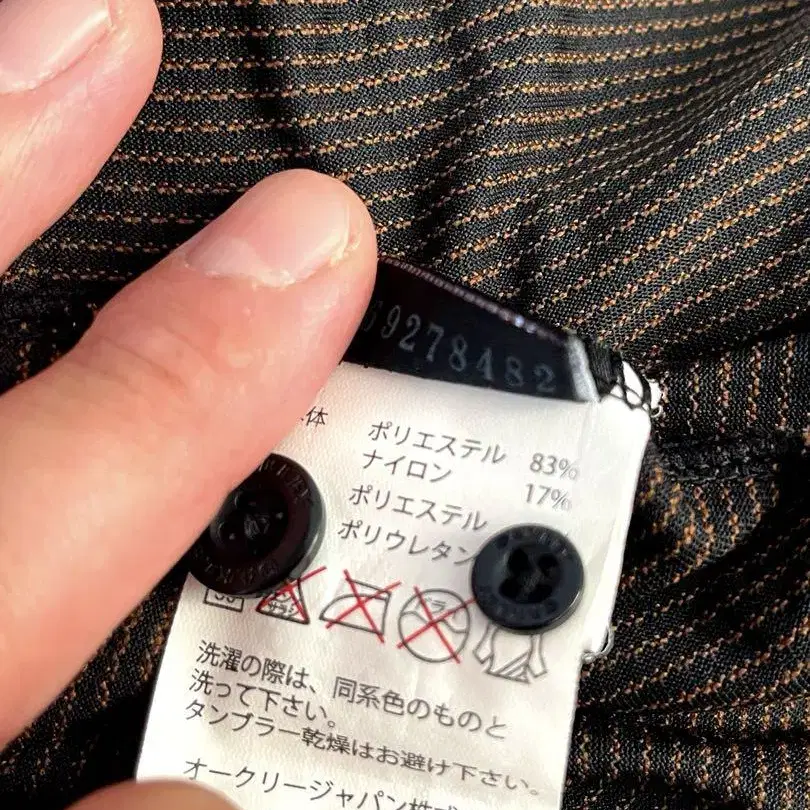 69278482
体
ポリエステル 83%
ナイロン 17%
ポリエステル
ポリウレタン
洗濯の際は、同系色のものと
洗って下さい。
タンブラー乾燥はお避け下さい。
オークリージャパン株式